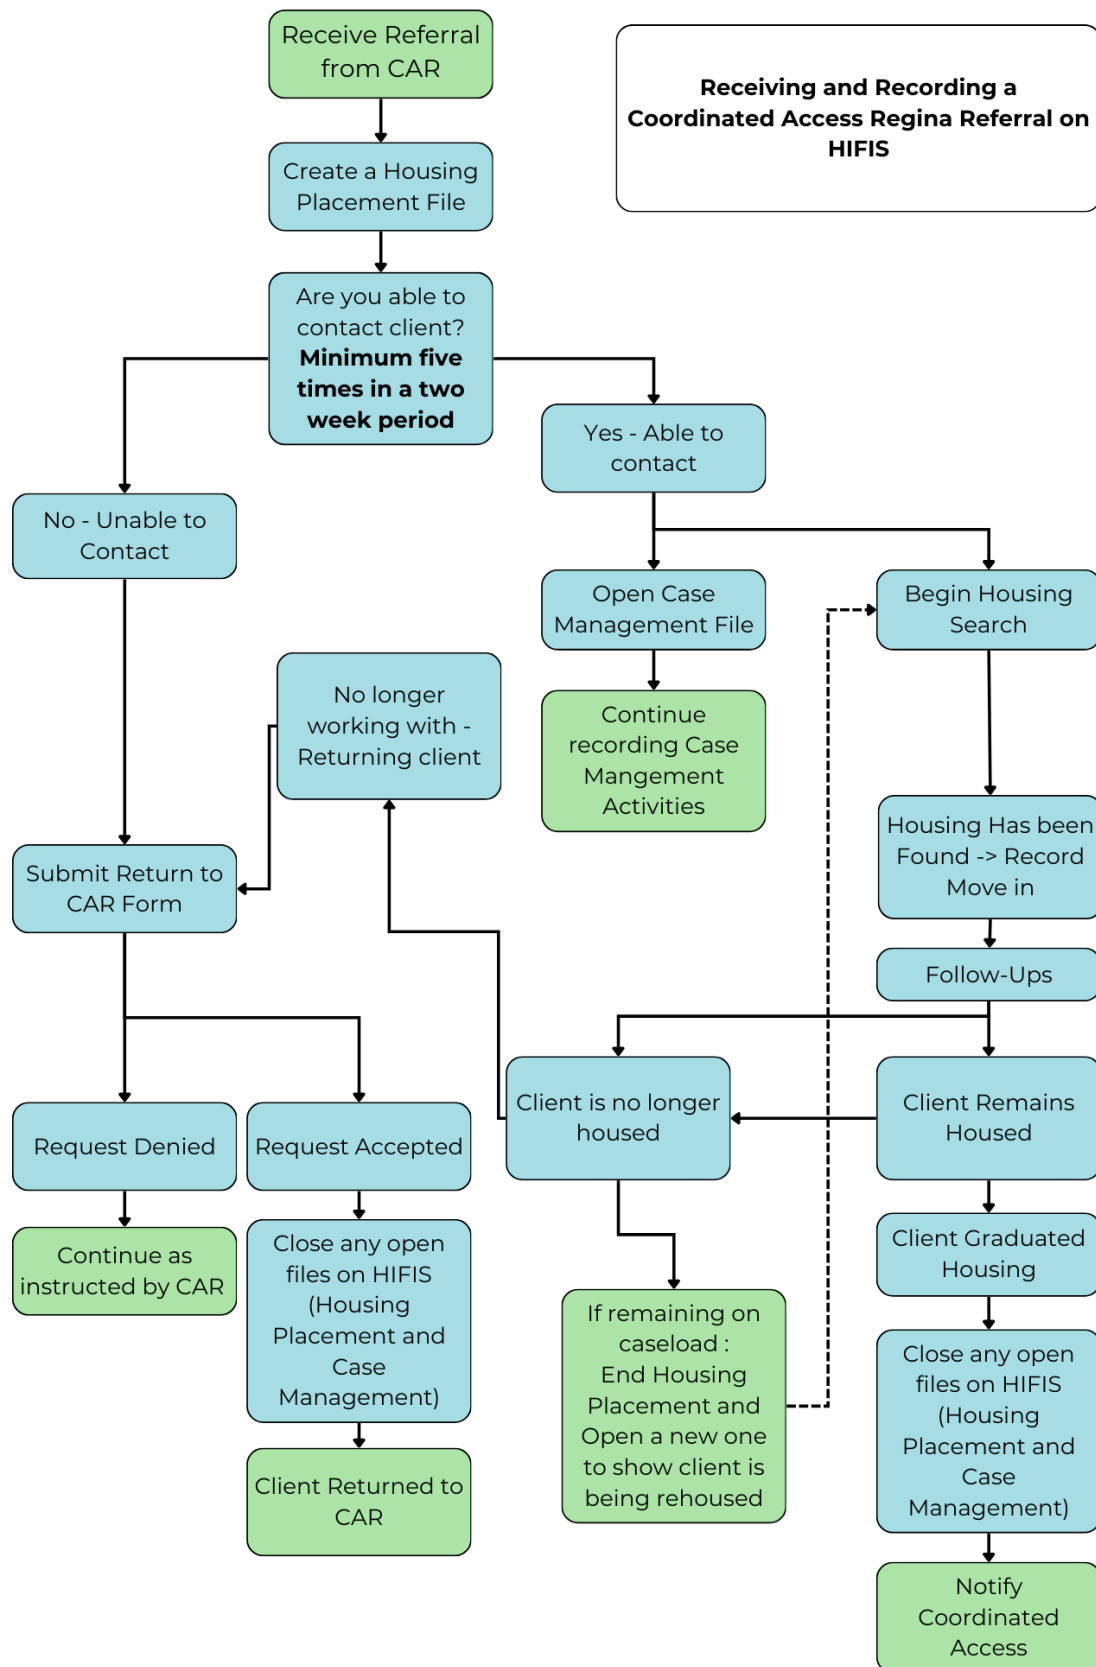 Receive Referral
from CAR
Receiving and Recording a
Coordinated Access Regina Referral on
HIFIS
Create a Housing
Placement File
Are you able to
contact client?
Minimum five
times in a two
week period
Yes - Able to
contact
No - Unable to
Contact
Open Case
Management File
Begin Housing
Search
No longer
working with -
Returning client
Continue
recording Case
Mangement
Activities
Housing Has been
Found -> Record
Move in
Submit Return to
CAR Form
Follow-Ups
Client is no longer
housed
Client Remains
Housed
Request Denied
Request Accepted
Continue as
instructed by CAR
Close any open
files on HIFIS
(Housing
Placement and
Case
Management)
Client Graduated
Housing
If remaining on
caseload :
End Housing
Placement and
Open a new one
to show client is
being rehoused
Close any open
files on HIFIS
(Housing
Placement and
Case
Management)
Client Returned to
CAR
Notify
Coordinated
Access